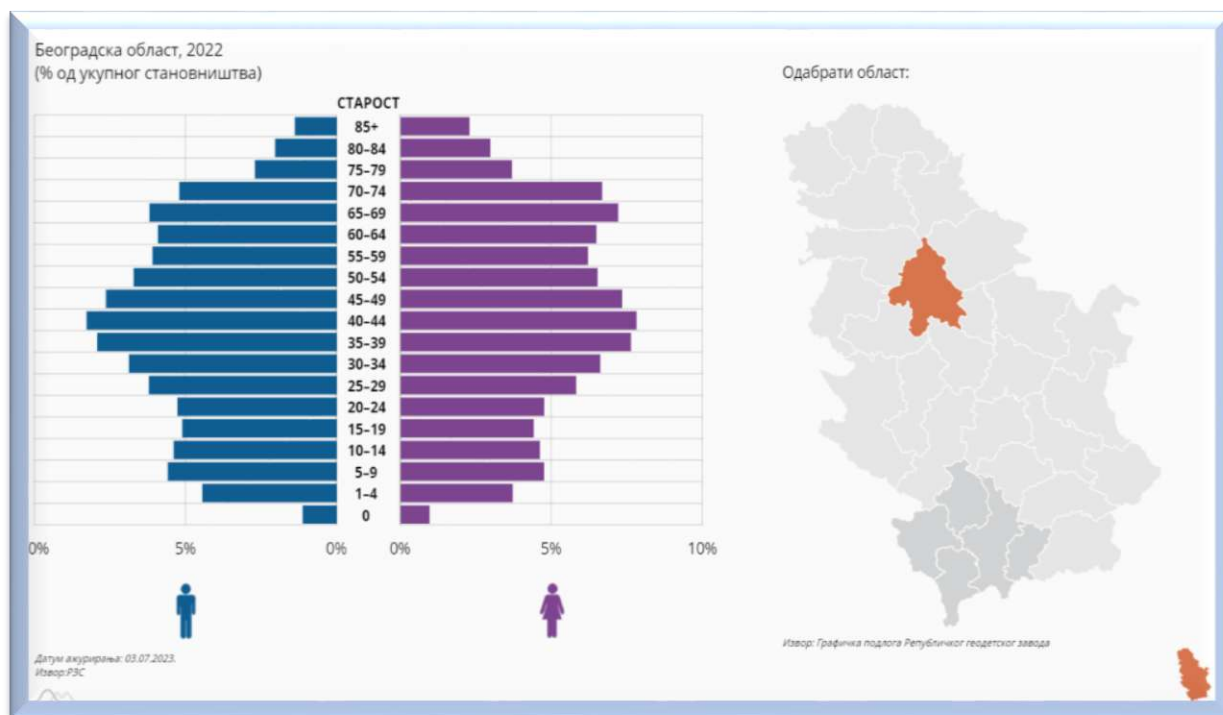 Београдска област, 2022
(% од укупног становништва)
Одабрати област:
СТАРОСТ
85+
80–84
75–79
70–74
65–69
60–64
55–59
50–54
45–49
40–44
35–39
30–34
25–29
20–24
15–19
10–14
5–9
1–4
0
0% 5% 0% 0% 5% 10%
Извор: Графичка подлога Републичког геодетског завода
Датум ажурирања: 03.07.2023.
Извор:РЗС